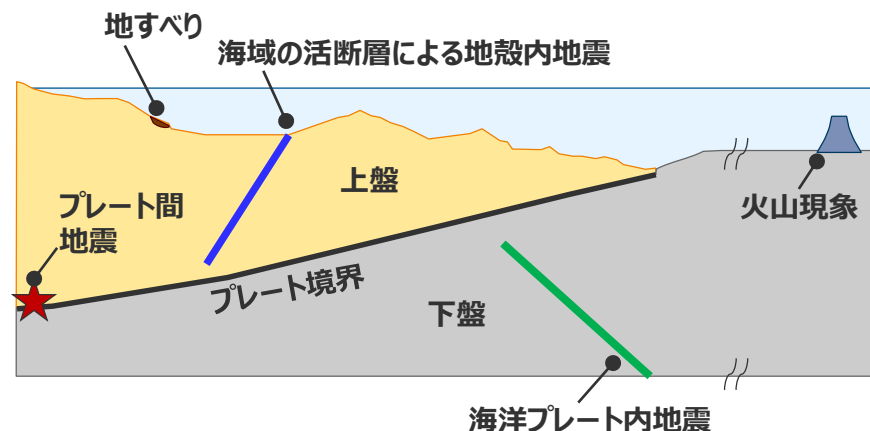 地すべり
海域の活断層による地殻内地震
上盤
プレート間
地震
火山現象
プレート境界
下盤
海洋プレート内地震